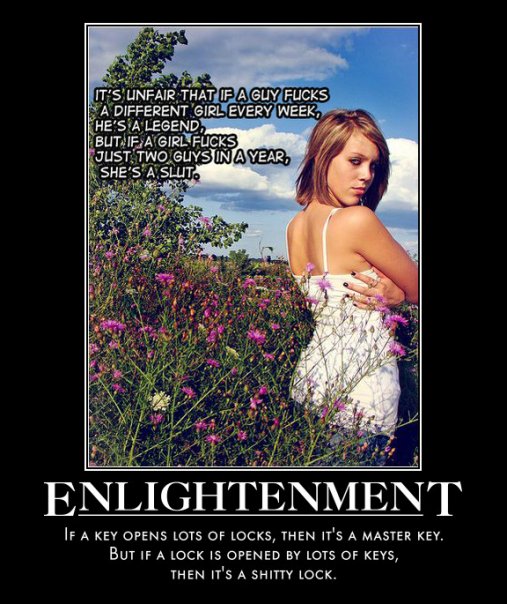 IT'S UNFAIR THAT IF A GUY FUCKS
A DIFFERENT GIRL EVERY WEEK,
HE'S A LEGEND,
BUT IF A GIRL FUCKS
JUST TWO GUYS IN A YEAR,
SHE'S A SLUT.
ENLIGHTENMENT
IF A KEY OPENS LOTS OF LOCKS, THEN IT'S A MASTER KEY.
BUT IF A LOCK IS OPENED BY LOTS OF KEYS,
THEN IT'S A SHITTY LOCK.